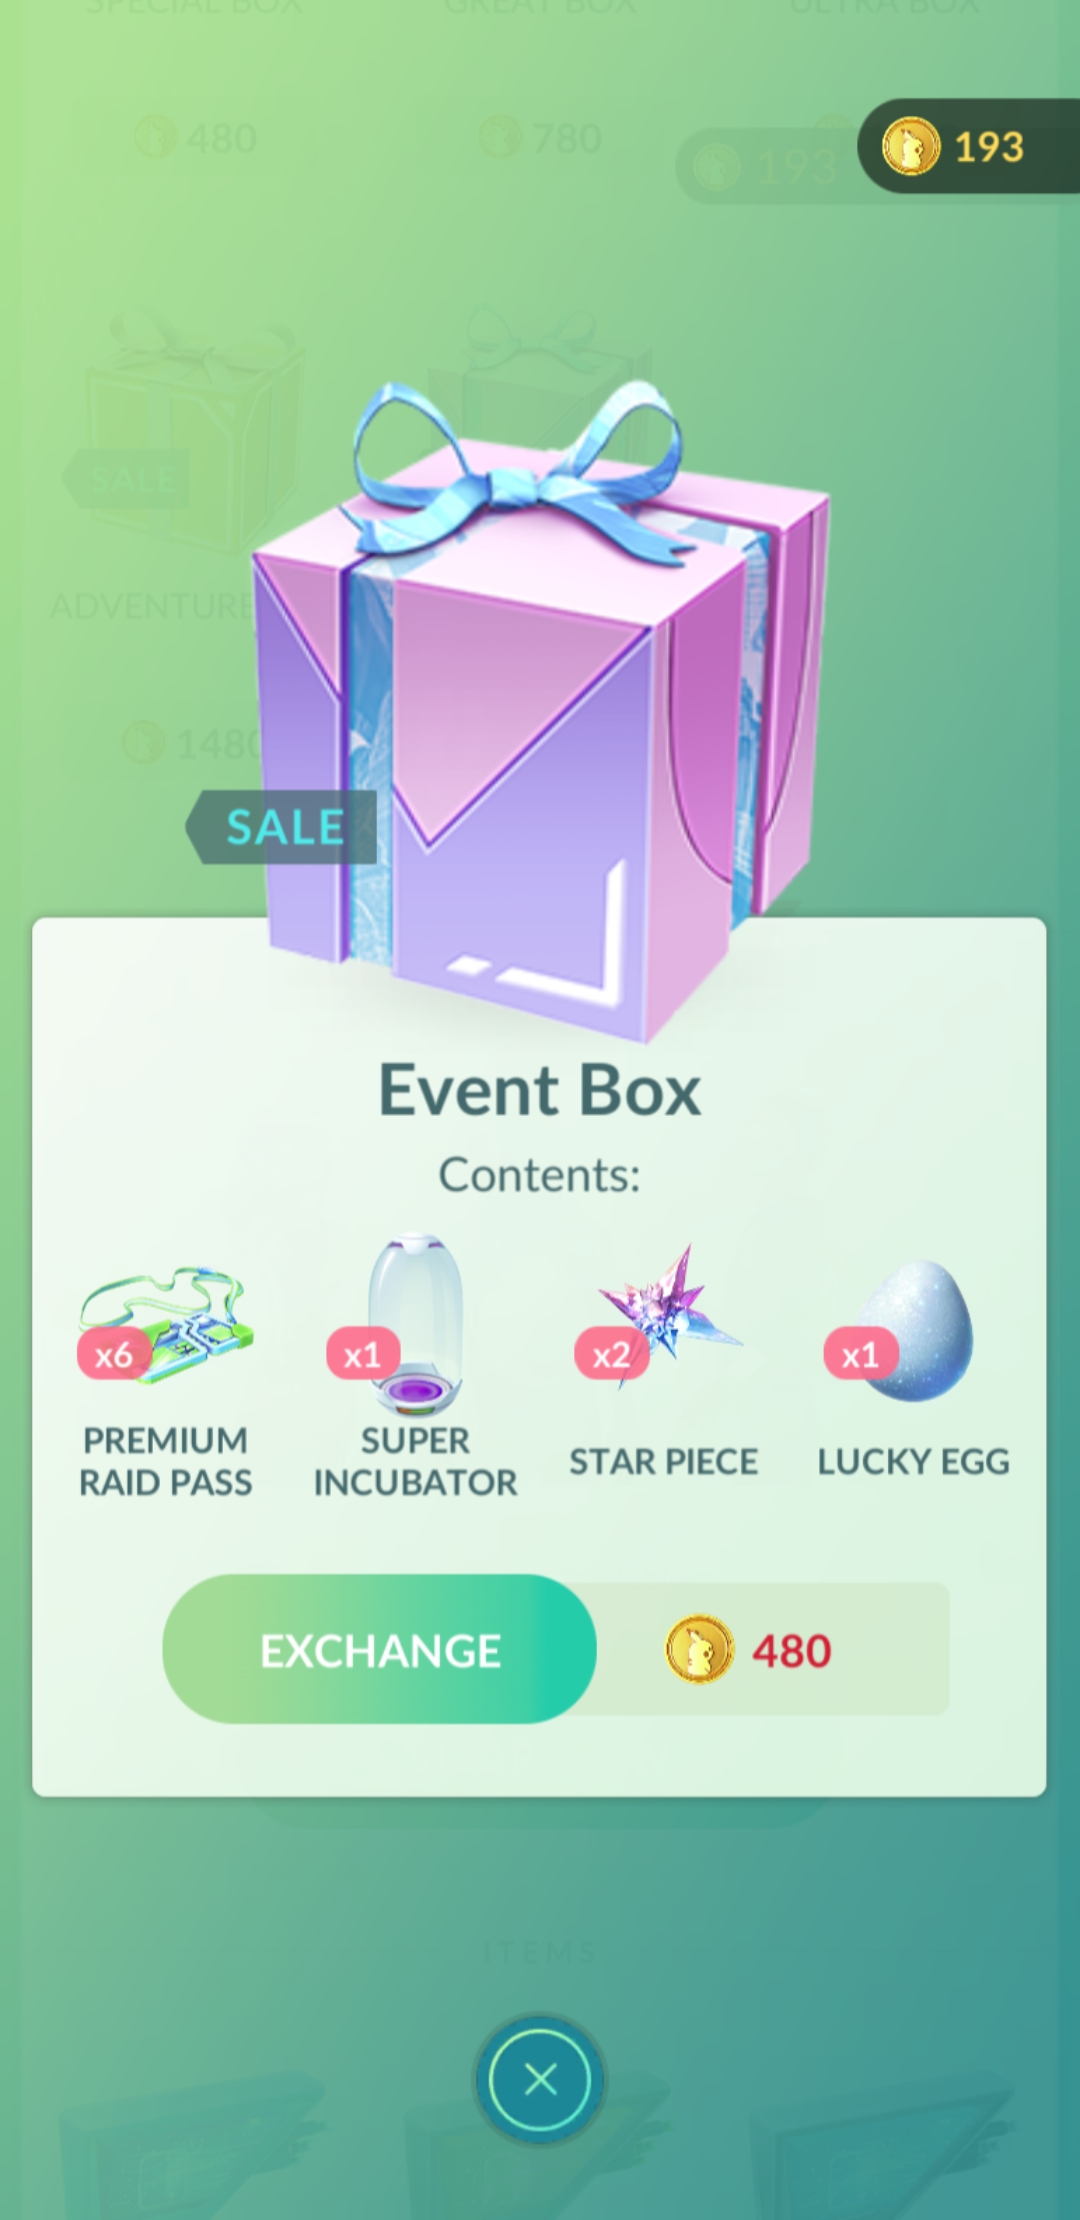 SPECIAL BOX
GREAT BOX
ULTRA BOX
480
780
193
193
SALE
ADVENTURE
1480
SALE
Event Box
Contents:
x6
x1
x2
x1
PREMIUM
RAID PASS
SUPER
INCUBATOR
STAR PIECE
LUCKY EGG
EXCHANGE
480
ITEMS